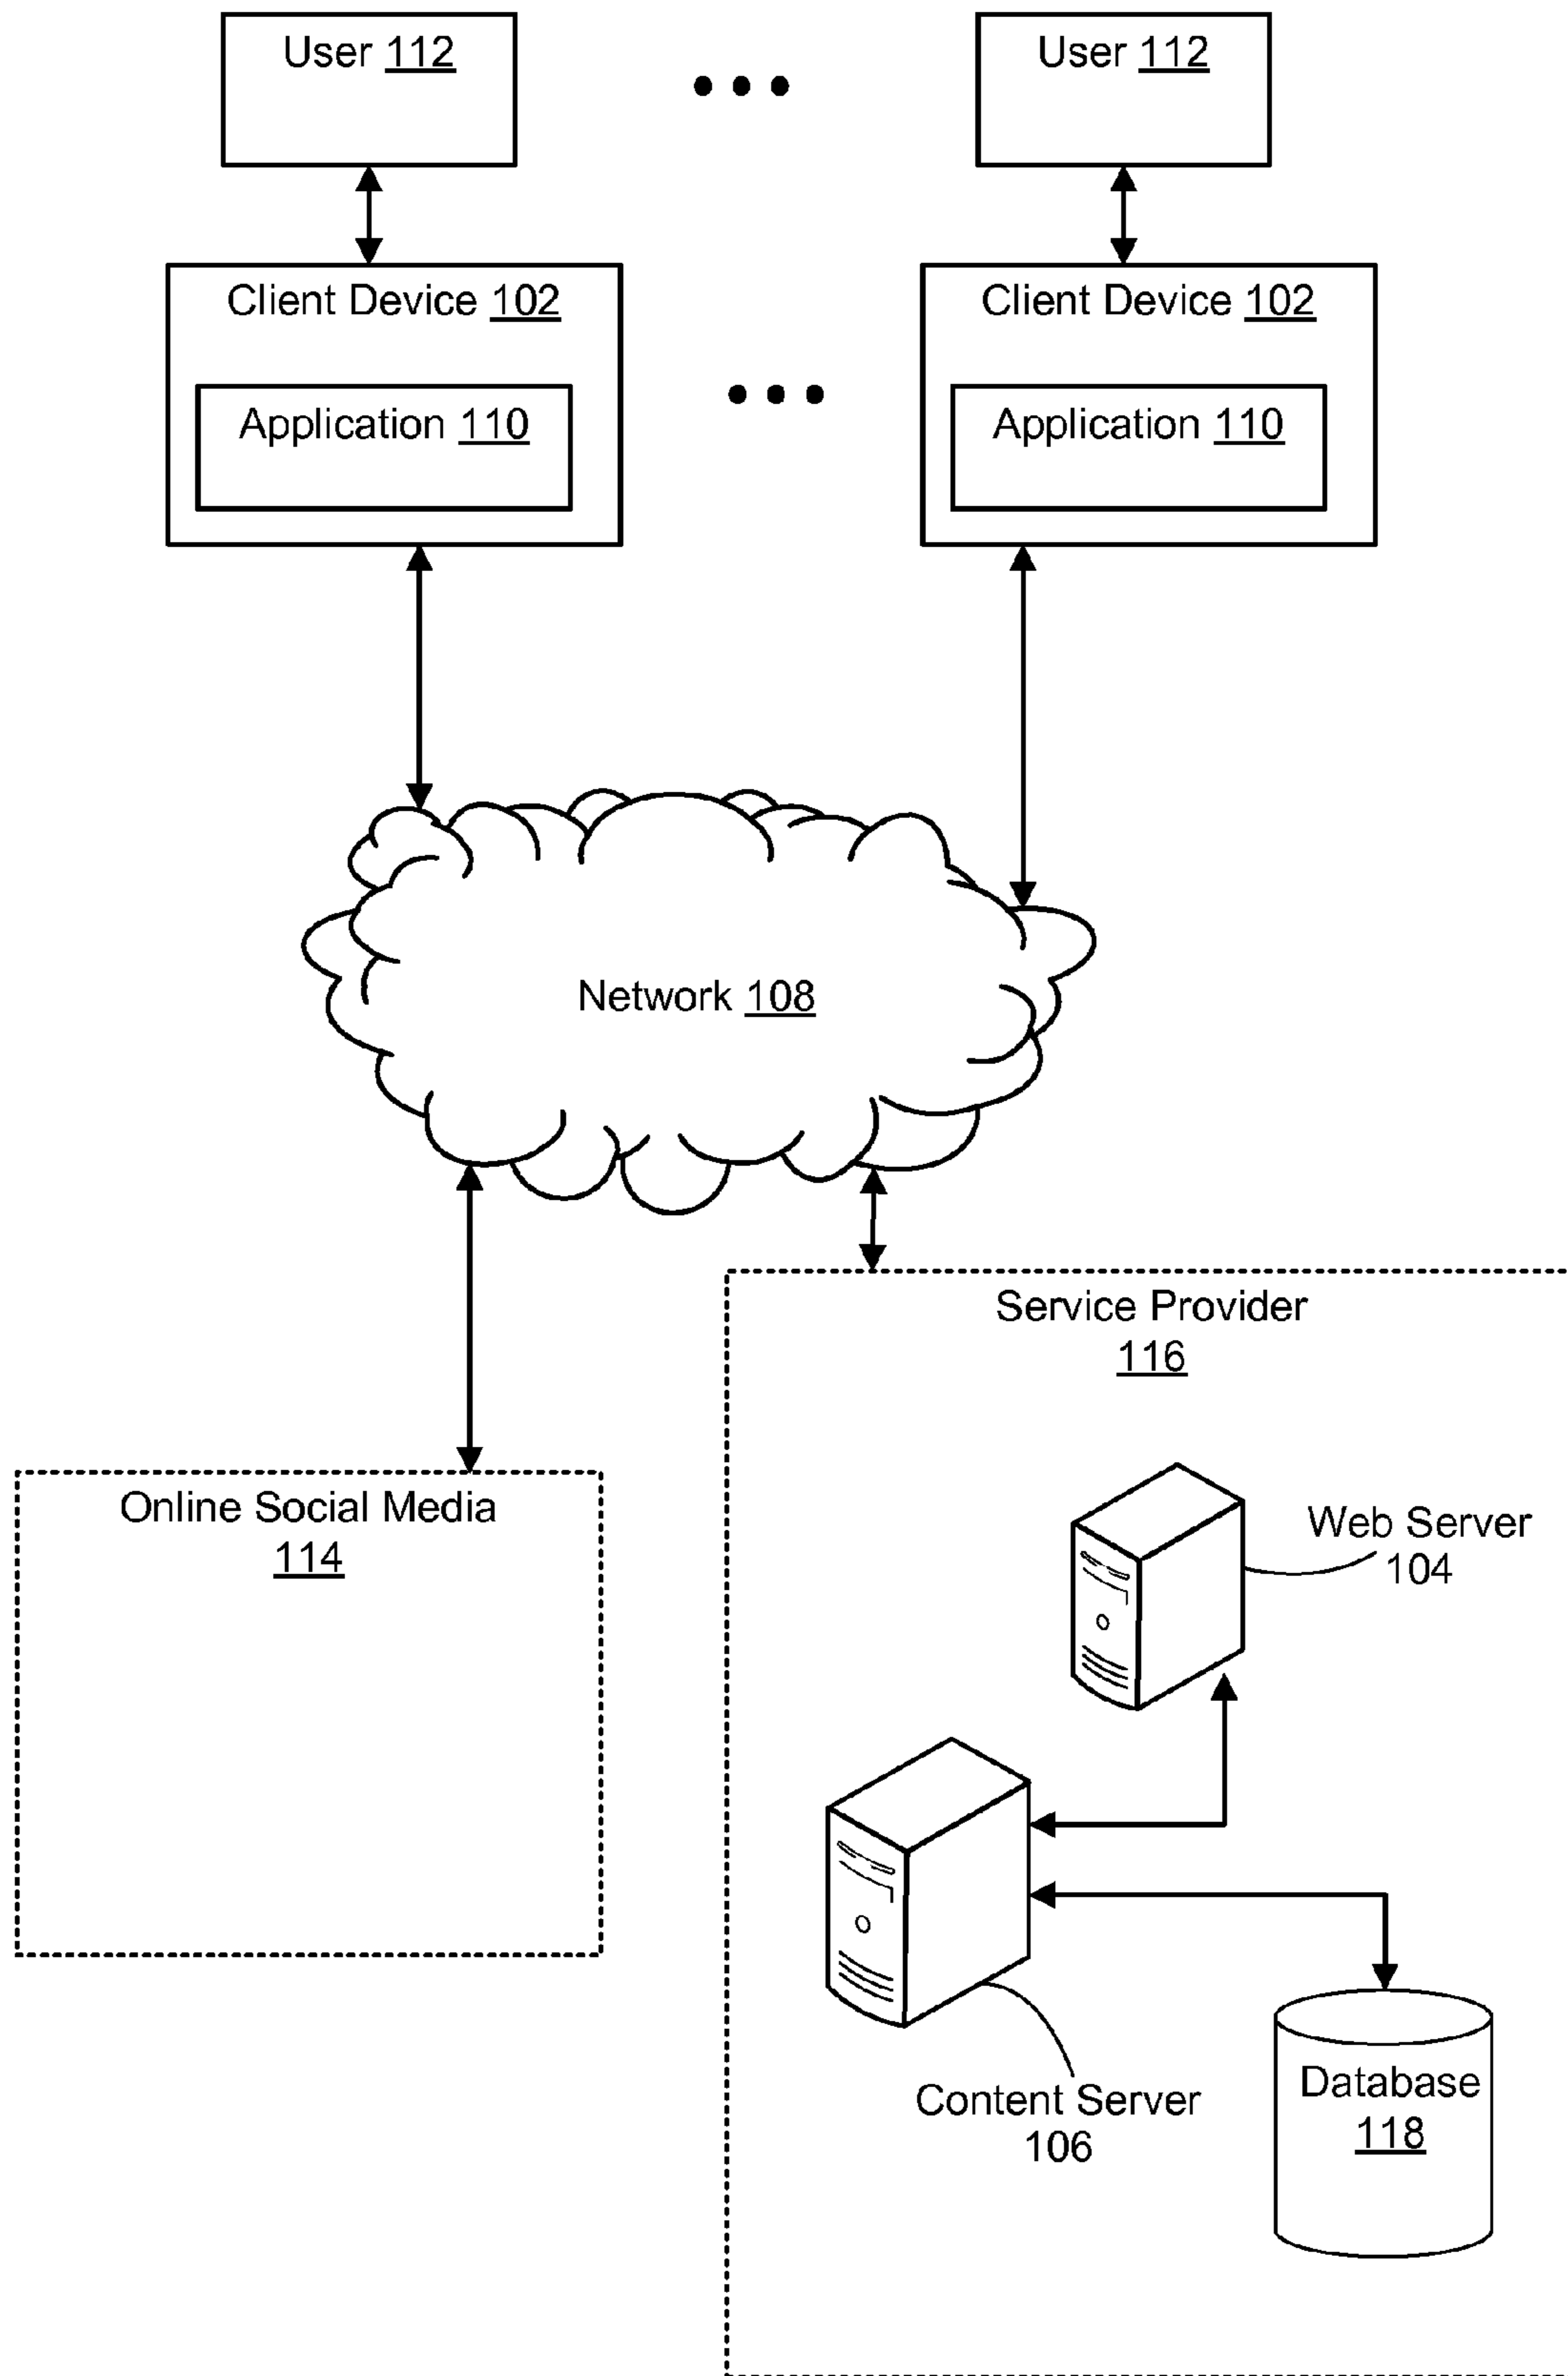 User 112
User 112
Client Device 102
Client Device 102
Application 110
Application 110
Network 108
Service Provider
116
Online Social Media
114
Web Server
104
Content Server
106
Database
118